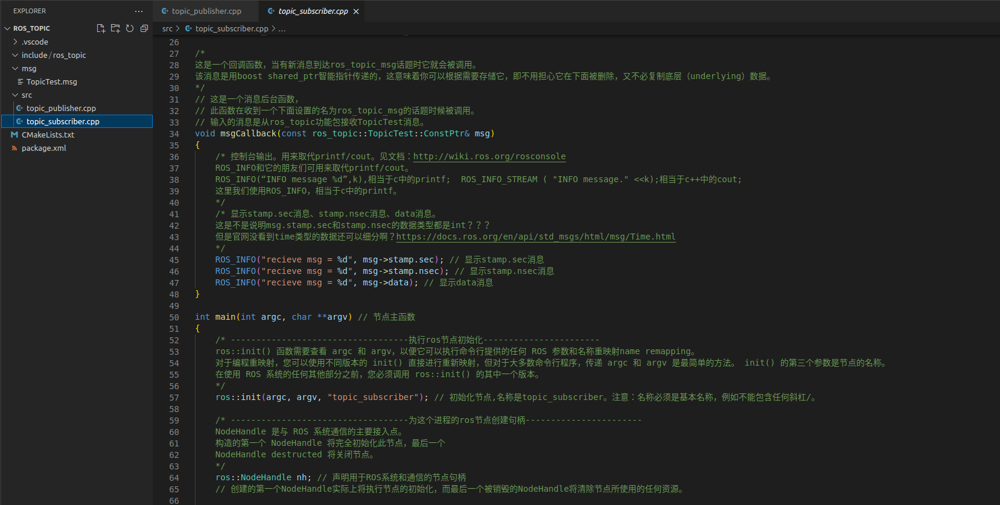 EXPLORER
topic_publisher.cpp
topic_subscriber.cpp
ROS_TOPIC
src > topic_subscriber.cpp > ...
.vscode
include/ros_topic
msg
TopicTest.msg
src
topic_publisher.cpp
topic_subscriber.cpp
CMakeLists.txt
package.xml
26
27 /*
28 这是一个回调函数，当有新消息到达ros_topic_msg话题时它就会被调用。
29 该消息是用boost shared_ptr智能指针传递的，这意味着你可以根据需要存储它，即不用担心它在下面被删除，又不必复制底层（underlying）数据。
30 */
31 // 这是一个消息后台函数，
32 // 此函数在收到一个下面设置的名为ros_topic_msg的话题时候被调用。
33 // 输入的消息是从ros_topic功能包接收TopicTest消息。
34 void msgCallback(const ros_topic::TopicTest::ConstPtr& msg)
35 {
36 /* 控制台输出。用来取代printf/cout。见文档：http://wiki.ros.org/rosconsole
37 ROS_INFO和它的朋友们可用来取代printf/cout。
38 ROS_INFO(“INFO message %d”,k),相当于c中的printf;  ROS_INFO_STREAM ( "INFO message." <<k);相当于c++中的cout;
39 这里我们使用ROS_INFO，相当于c中的printf。
40 */
41 /* 显示stamp.sec消息、stamp.nsec消息、data消息。
42 这是不是说明msg.stamp.sec和stamp.nsec的数据类型都是int？？？
43 但是官网没看到time类型的数据还可以细分啊？https://docs.ros.org/en/api/std_msgs/html/msg/Time.html
44 */
45 ROS_INFO("recieve msg = %d", msg->stamp.sec); // 显示stamp.sec消息
46 ROS_INFO("recieve msg = %d", msg->stamp.nsec); // 显示stamp.nsec消息
47 ROS_INFO("recieve msg = %d", msg->data); // 显示data消息
48 }
49
50 int main(int argc, char **argv) // 节点主函数
51 {
52 /* -----------------------------------执行ros节点初始化-----------------------
53 ros::init() 函数需要查看 argc 和 argv，以便它可以执行命令行提供的任何 ROS 参数和名称重映射name remapping。
54 对于编程重映射，您可以使用不同版本的 init() 直接进行重新映射，但对于大多数命令行程序，传递 argc 和 argv 是最简单的方法。 init() 的第三个参数是节点的名称。
55 在使用 ROS 系统的任何其他部分之前，您必须调用 ros::init() 的其中一个版本。
56 */
57 ros::init(argc, argv, "topic_subscriber"); // 初始化节点,名称是topic_subscriber。注意：名称必须是基本名称，例如不能包含任何斜杠/。
58
59 /* -----------------------------------为这个进程的ros节点创建句柄-----------------------
60 NodeHandle 是与 ROS 系统通信的主要接入点。
61 构造的第一个 NodeHandle 将完全初始化此节点，最后一个
62 NodeHandle destructed 将关闭节点。
63 */
64 ros::NodeHandle nh; // 声明用于ROS系统和通信的节点句柄
65 // 创建的第一个NodeHandle实际上将执行节点的初始化，而最后一个被销毁的NodeHandle将清除节点所使用的任何资源。
66